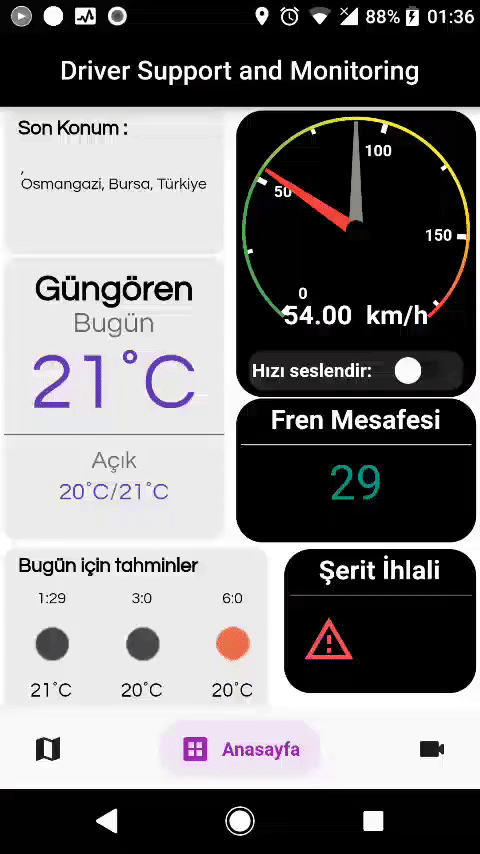 88% 01:36
Driver Support and Monitoring
Son Konum :
,
Osmangazi, Bursa, Türkiye
Güngören
Bugün
21°C
Açık
20°C/21°C
Bugün için tahminler
1:29 3:0 6:0
21°C 20°C 20°C
0
50
100
150
54.00 km/h
Hızı seslendir:
Fren Mesafesi
29
Şerit İhlali
Anasayfa